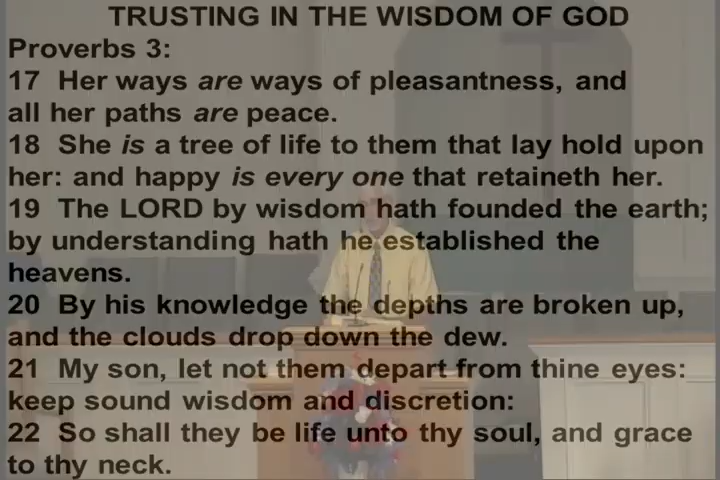 TRUSTING IN THE WISDOM OF GOD
Proverbs 3:
17 Her ways are ways of pleasantness, and
all her paths are peace.
18 She is a tree of life to them that lay hold upon
her: and happy is every one that retaineth her.
19 The LORD by wisdom hath founded the earth;
by understanding hath he established the
heavens.
20 By his knowledge the depths are broken up,
and the clouds drop down the dew.
21 My son, let not them depart from thine eyes:
keep sound wisdom and discretion:
22 So shall they be life unto thy soul, and grace
to thy neck.